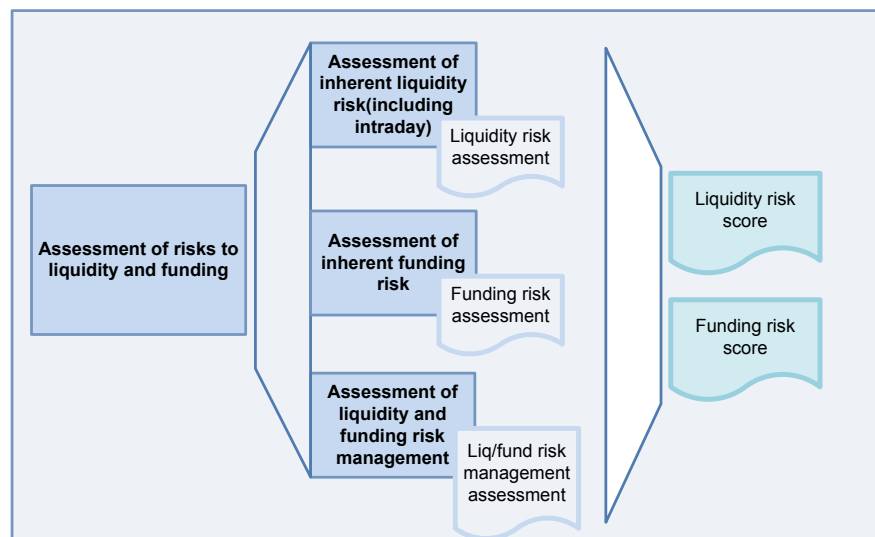 Assessment of risks to
liquidity and funding
Assessment of
inherent liquidity
risk(including
intraday)
Liquidity risk
assessment
Assessment of
inherent funding
risk
Funding risk
assessment
Assessment of
liquidity and
funding risk
management
Liq/fund risk
management
assessment
Liquidity risk
score
Funding risk
score